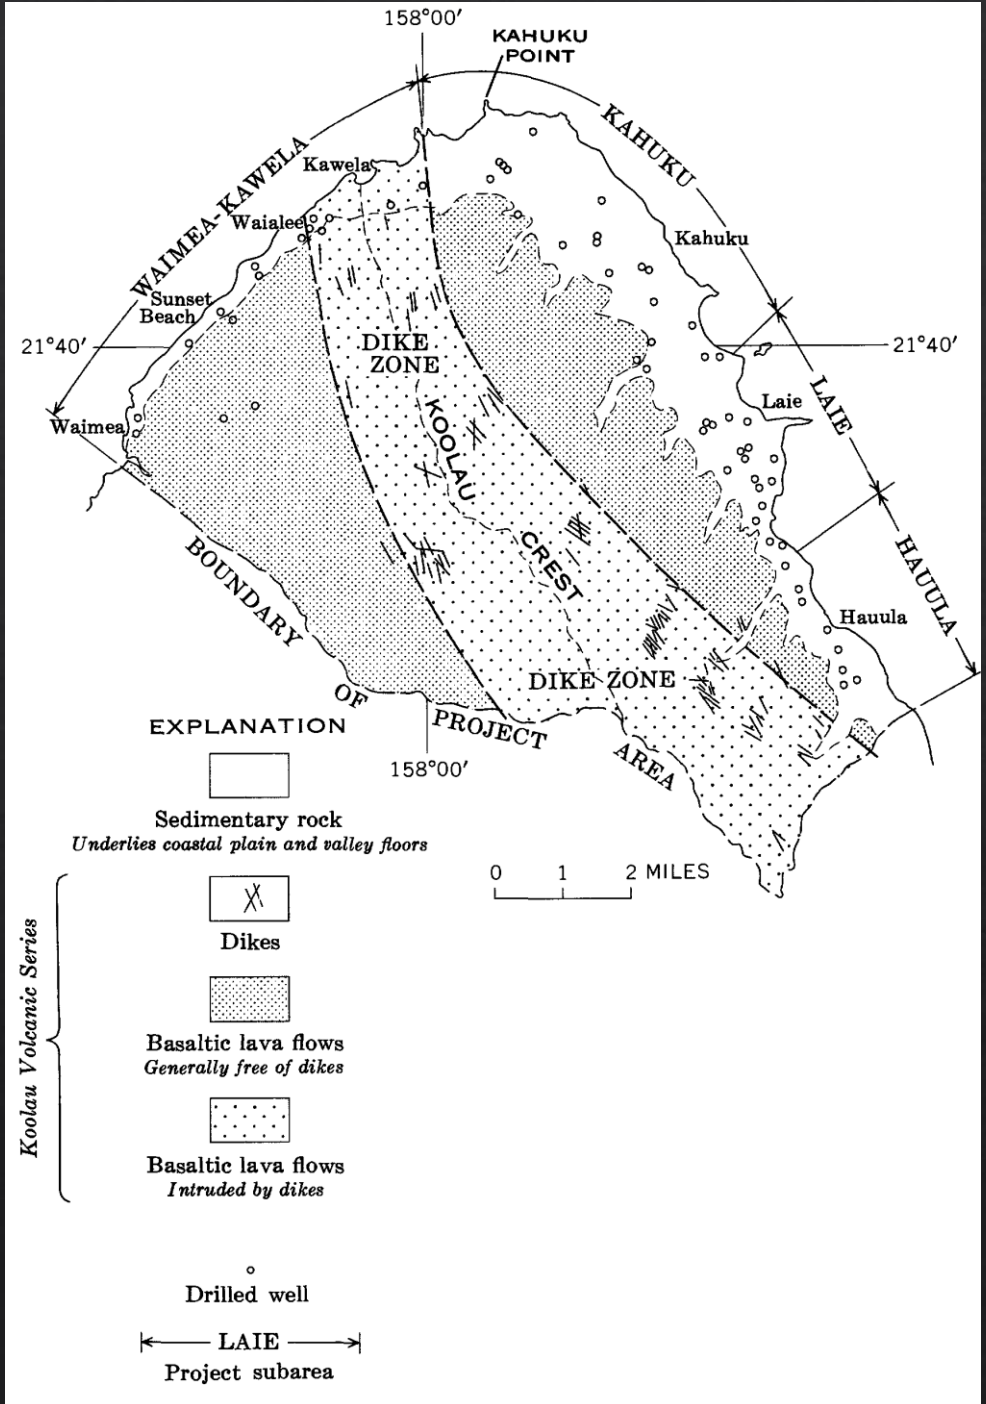 158°00′
KAHUKU
POINT
WAIMEA-KAWELA
KAHUKU
Kawela
Waialee
Kahuku
Sunset
Beach
21°40′
21°40′
DIKE
ZONE
Laie
LAIE
Waimea
KOOLAU
CREST
HAUULA
Hauula
BOUNDARY
OF
PROJECT
AREA
DIKE ZONE
158°00′
EXPLANATION
Sedimentary rock
Underlies coastal plain and valley floors
0 1 2 MILES
Dikes
Koolau Volcanic Series
Basaltic lava flows
Generally free of dikes
Basaltic lava flows
Intruded by dikes
Drilled well
LAIE
Project subarea